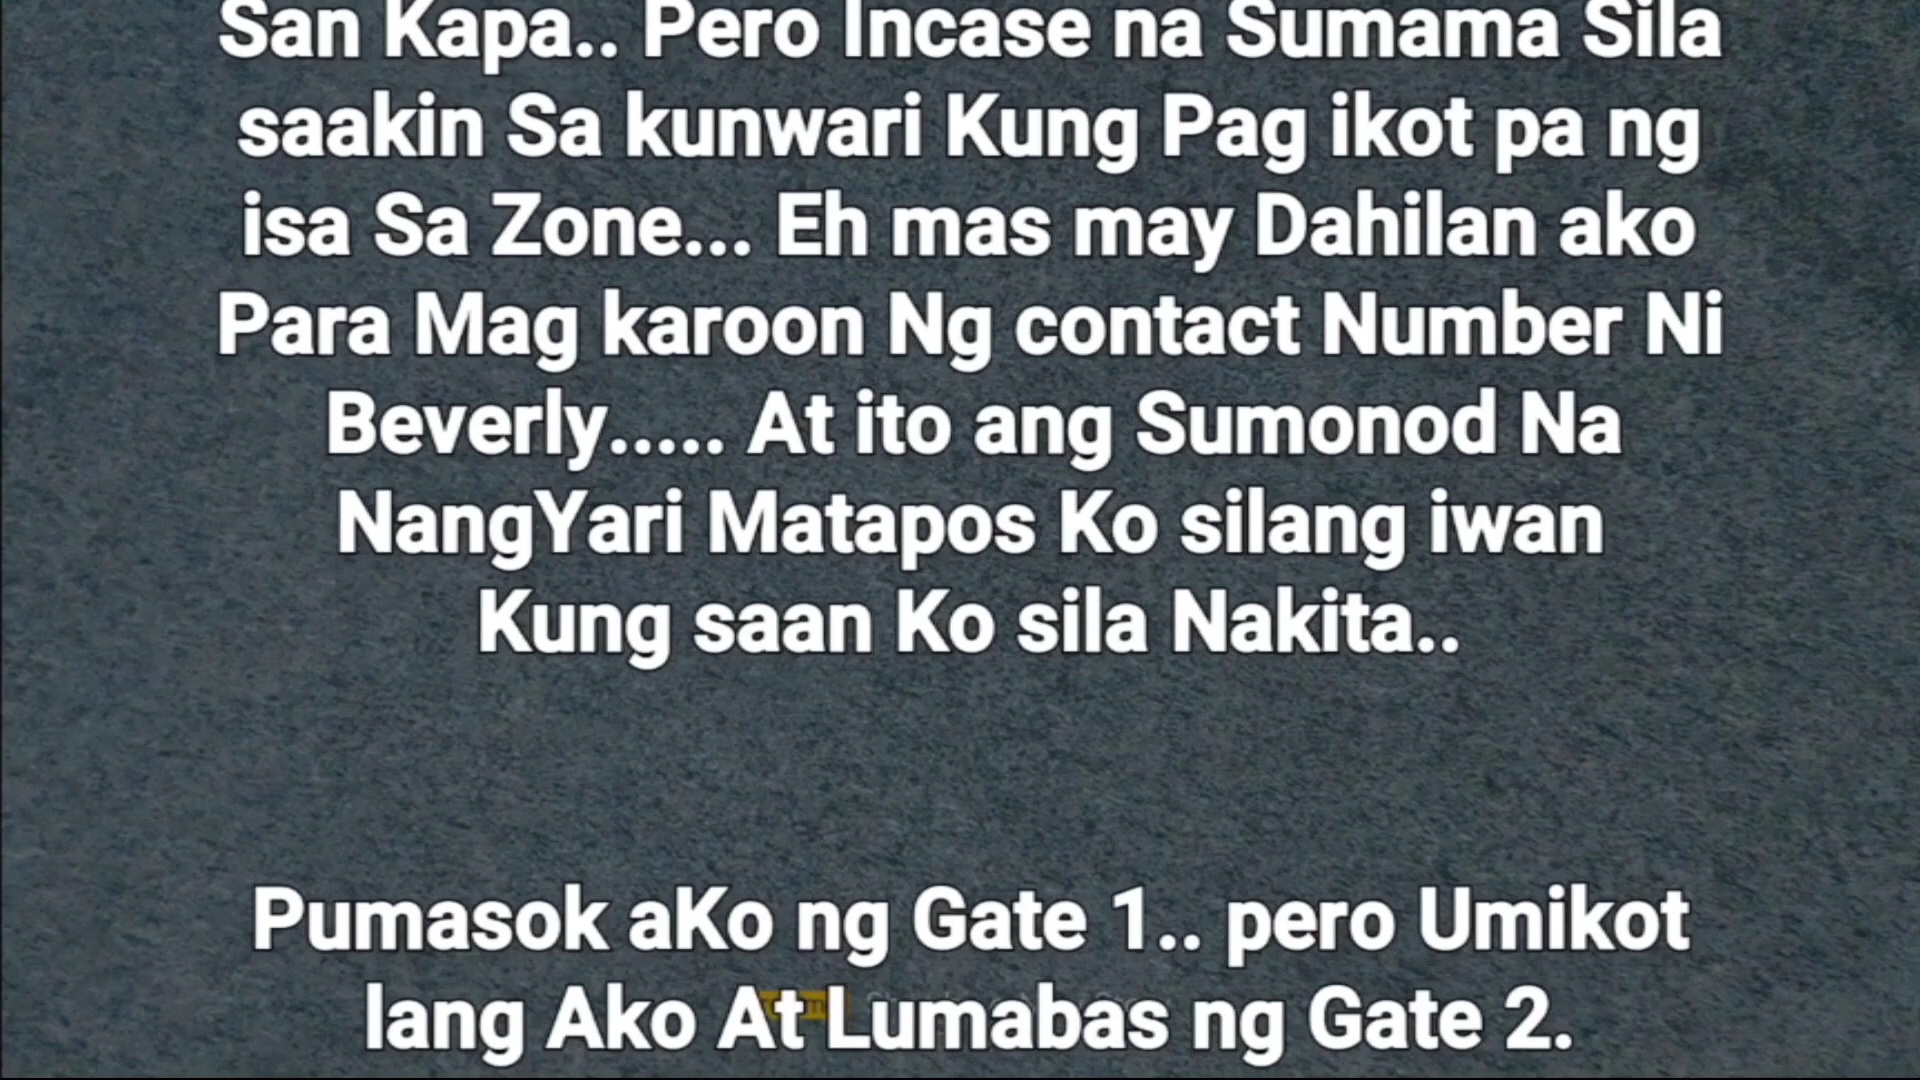 San Kapa.. Pero Incase na Sumama Sila
saakin Sa kunwari Kung Pag ikot pa ng
isa Sa Zone... Eh mas may Dahilan ako
Para Mag karoon Ng contact Number Ni
Beverly..... At ito ang Sumonod Na
NangYari Matapos Ko silang iwan
Kung saan Ko sila Nakita..
Pumasok aKo ng Gate 1.. pero Umikot
lang Ako At Lumabas ng Gate 2.